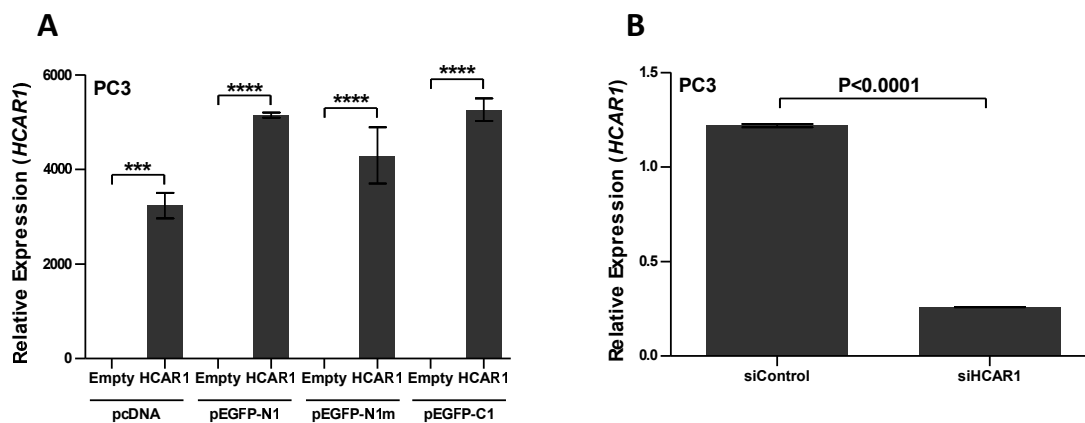 A
Relative Expression (HCAR1)
6000
4000
2000
0
PC3
***
****
****
****
Empty HCAR1 Empty HCAR1 Empty HCAR1 Empty HCAR1
pcDNA pEGFP-N1 pEGFP-N1m pEGFP-C1
B
Relative Expression (HCAR1)
1.5
1.0
0.5
0.0
PC3
P<0.0001
siControl siHCAR1